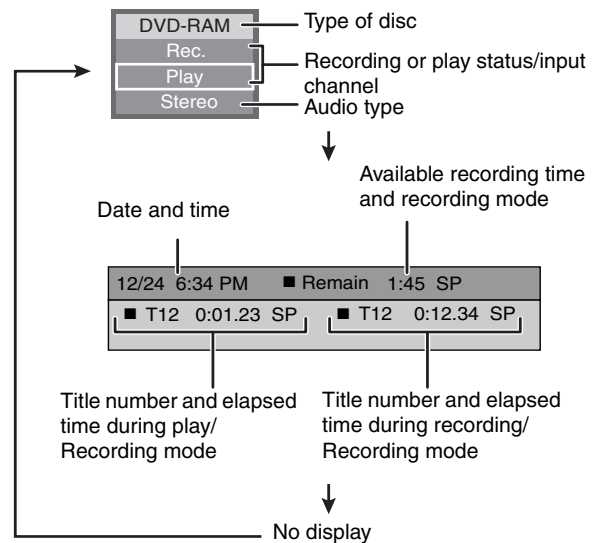 DVD-RAM
Type of disc
Rec.
Recording or play status/input
channel
Play
Stereo
Audio type
Available recording time
and recording mode
Date and time
12/24 6:34 PM ■ Remain 1:45 SP
■ T12 0:01.23 SP ■ T12 0:12.34 SP
Title number and elapsed
time during play/
Recording mode
Title number and elapsed
time during recording/
Recording mode
No display